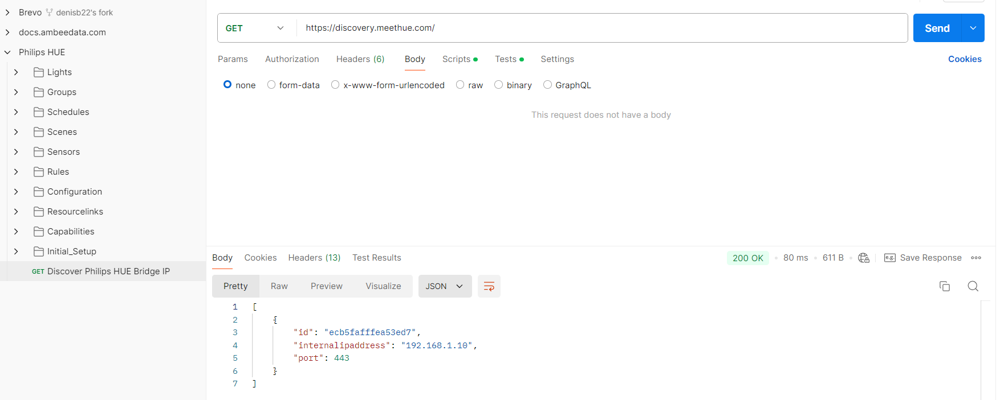 Brevo denisb22's fork
docs.ambeedata.com
Philips HUE
Lights
Groups
Schedules
Scenes
Sensors
Rules
Configuration
Resourcelinks
Capabilities
Initial_Setup
GET Discover Philips HUE Bridge IP
GET https://discovery.meethue.com/ Send
Params Authorization Headers (6) Body Scripts Tests Settings Cookies
none form-data x-www-form-urlencoded raw binary GraphQL
This request does not have a body
Body Cookies Headers (13) Test Results 200 OK 80 ms 611 B e.g. Save Response
Pretty Raw Preview Visualize JSON
1 [
2 {
3 "id": "ecb5fafffea53ed7",
4 "internalipaddress": "192.168.1.10",
5 "port": 443
6 }
7 ]